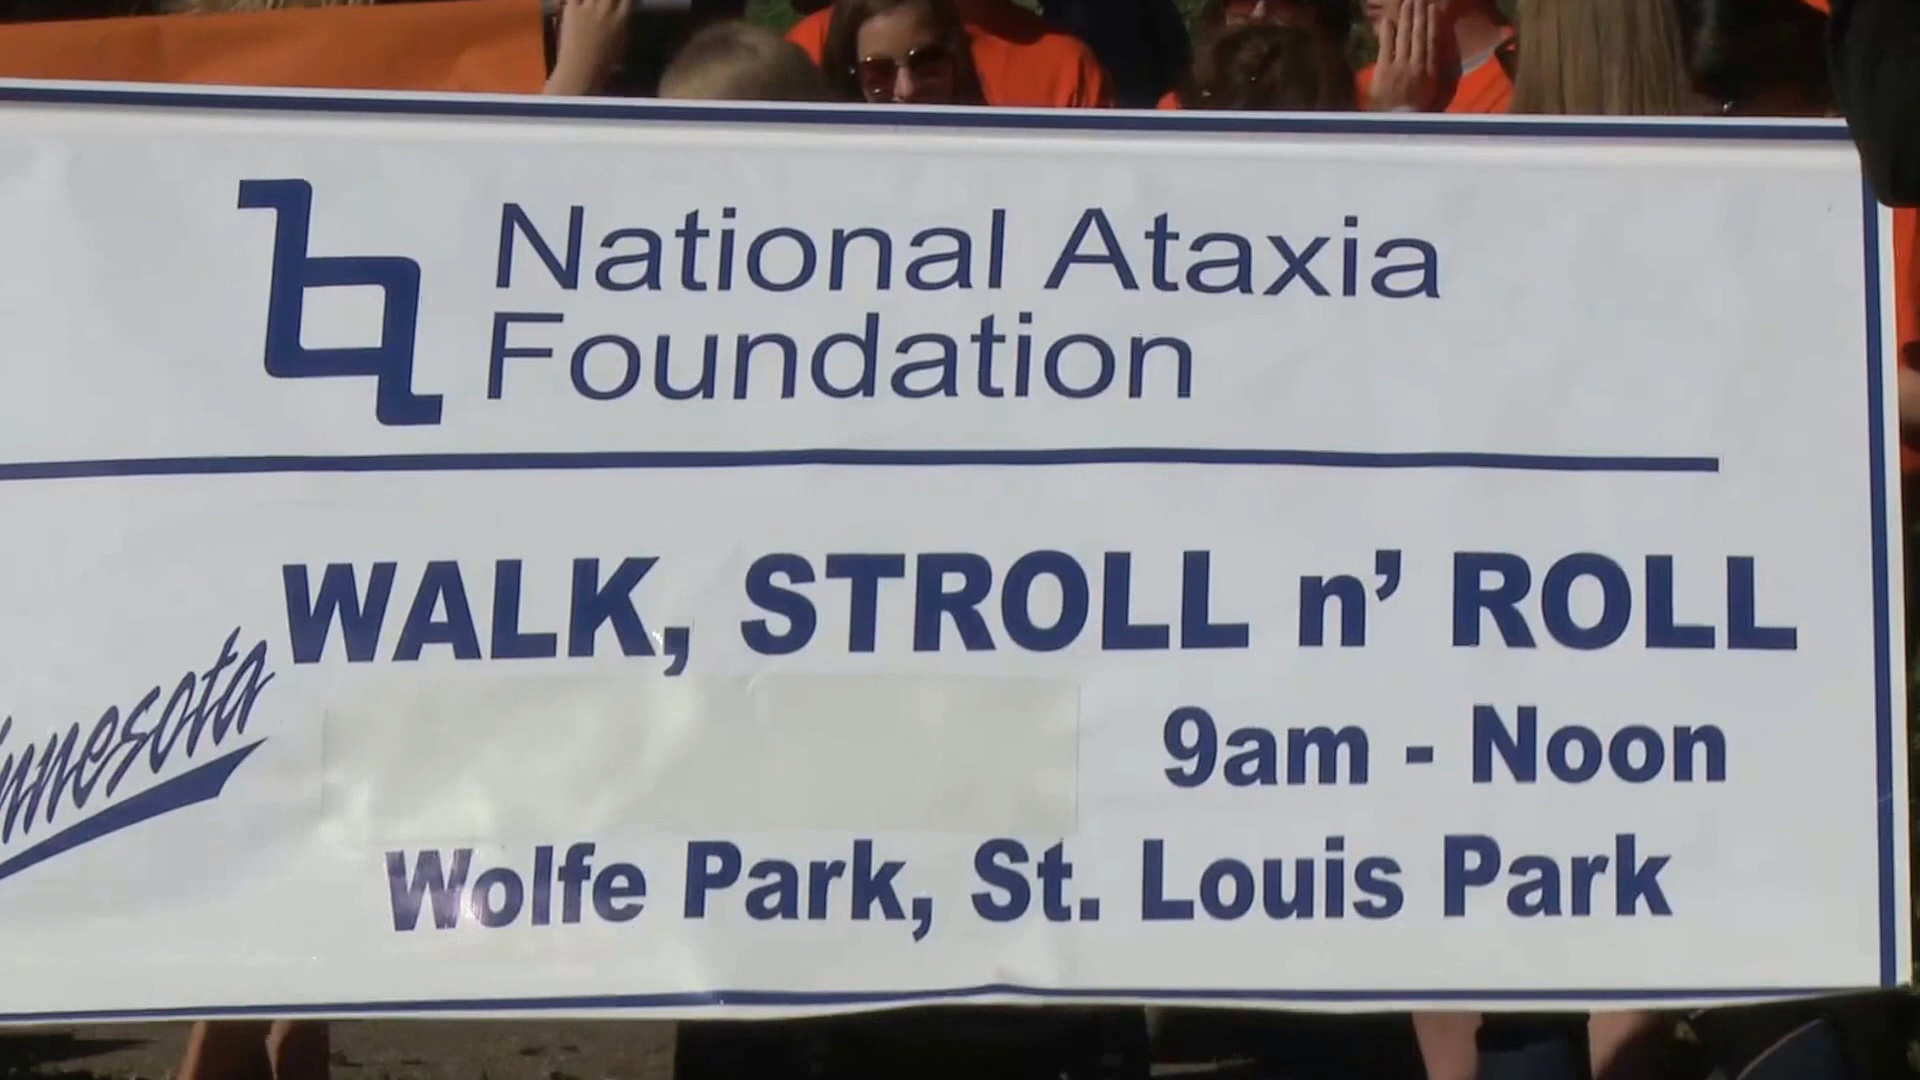 National Ataxia
Foundation
WALK, STROLL n’ ROLL
9am - Noon
Wolfe Park, St. Louis Park